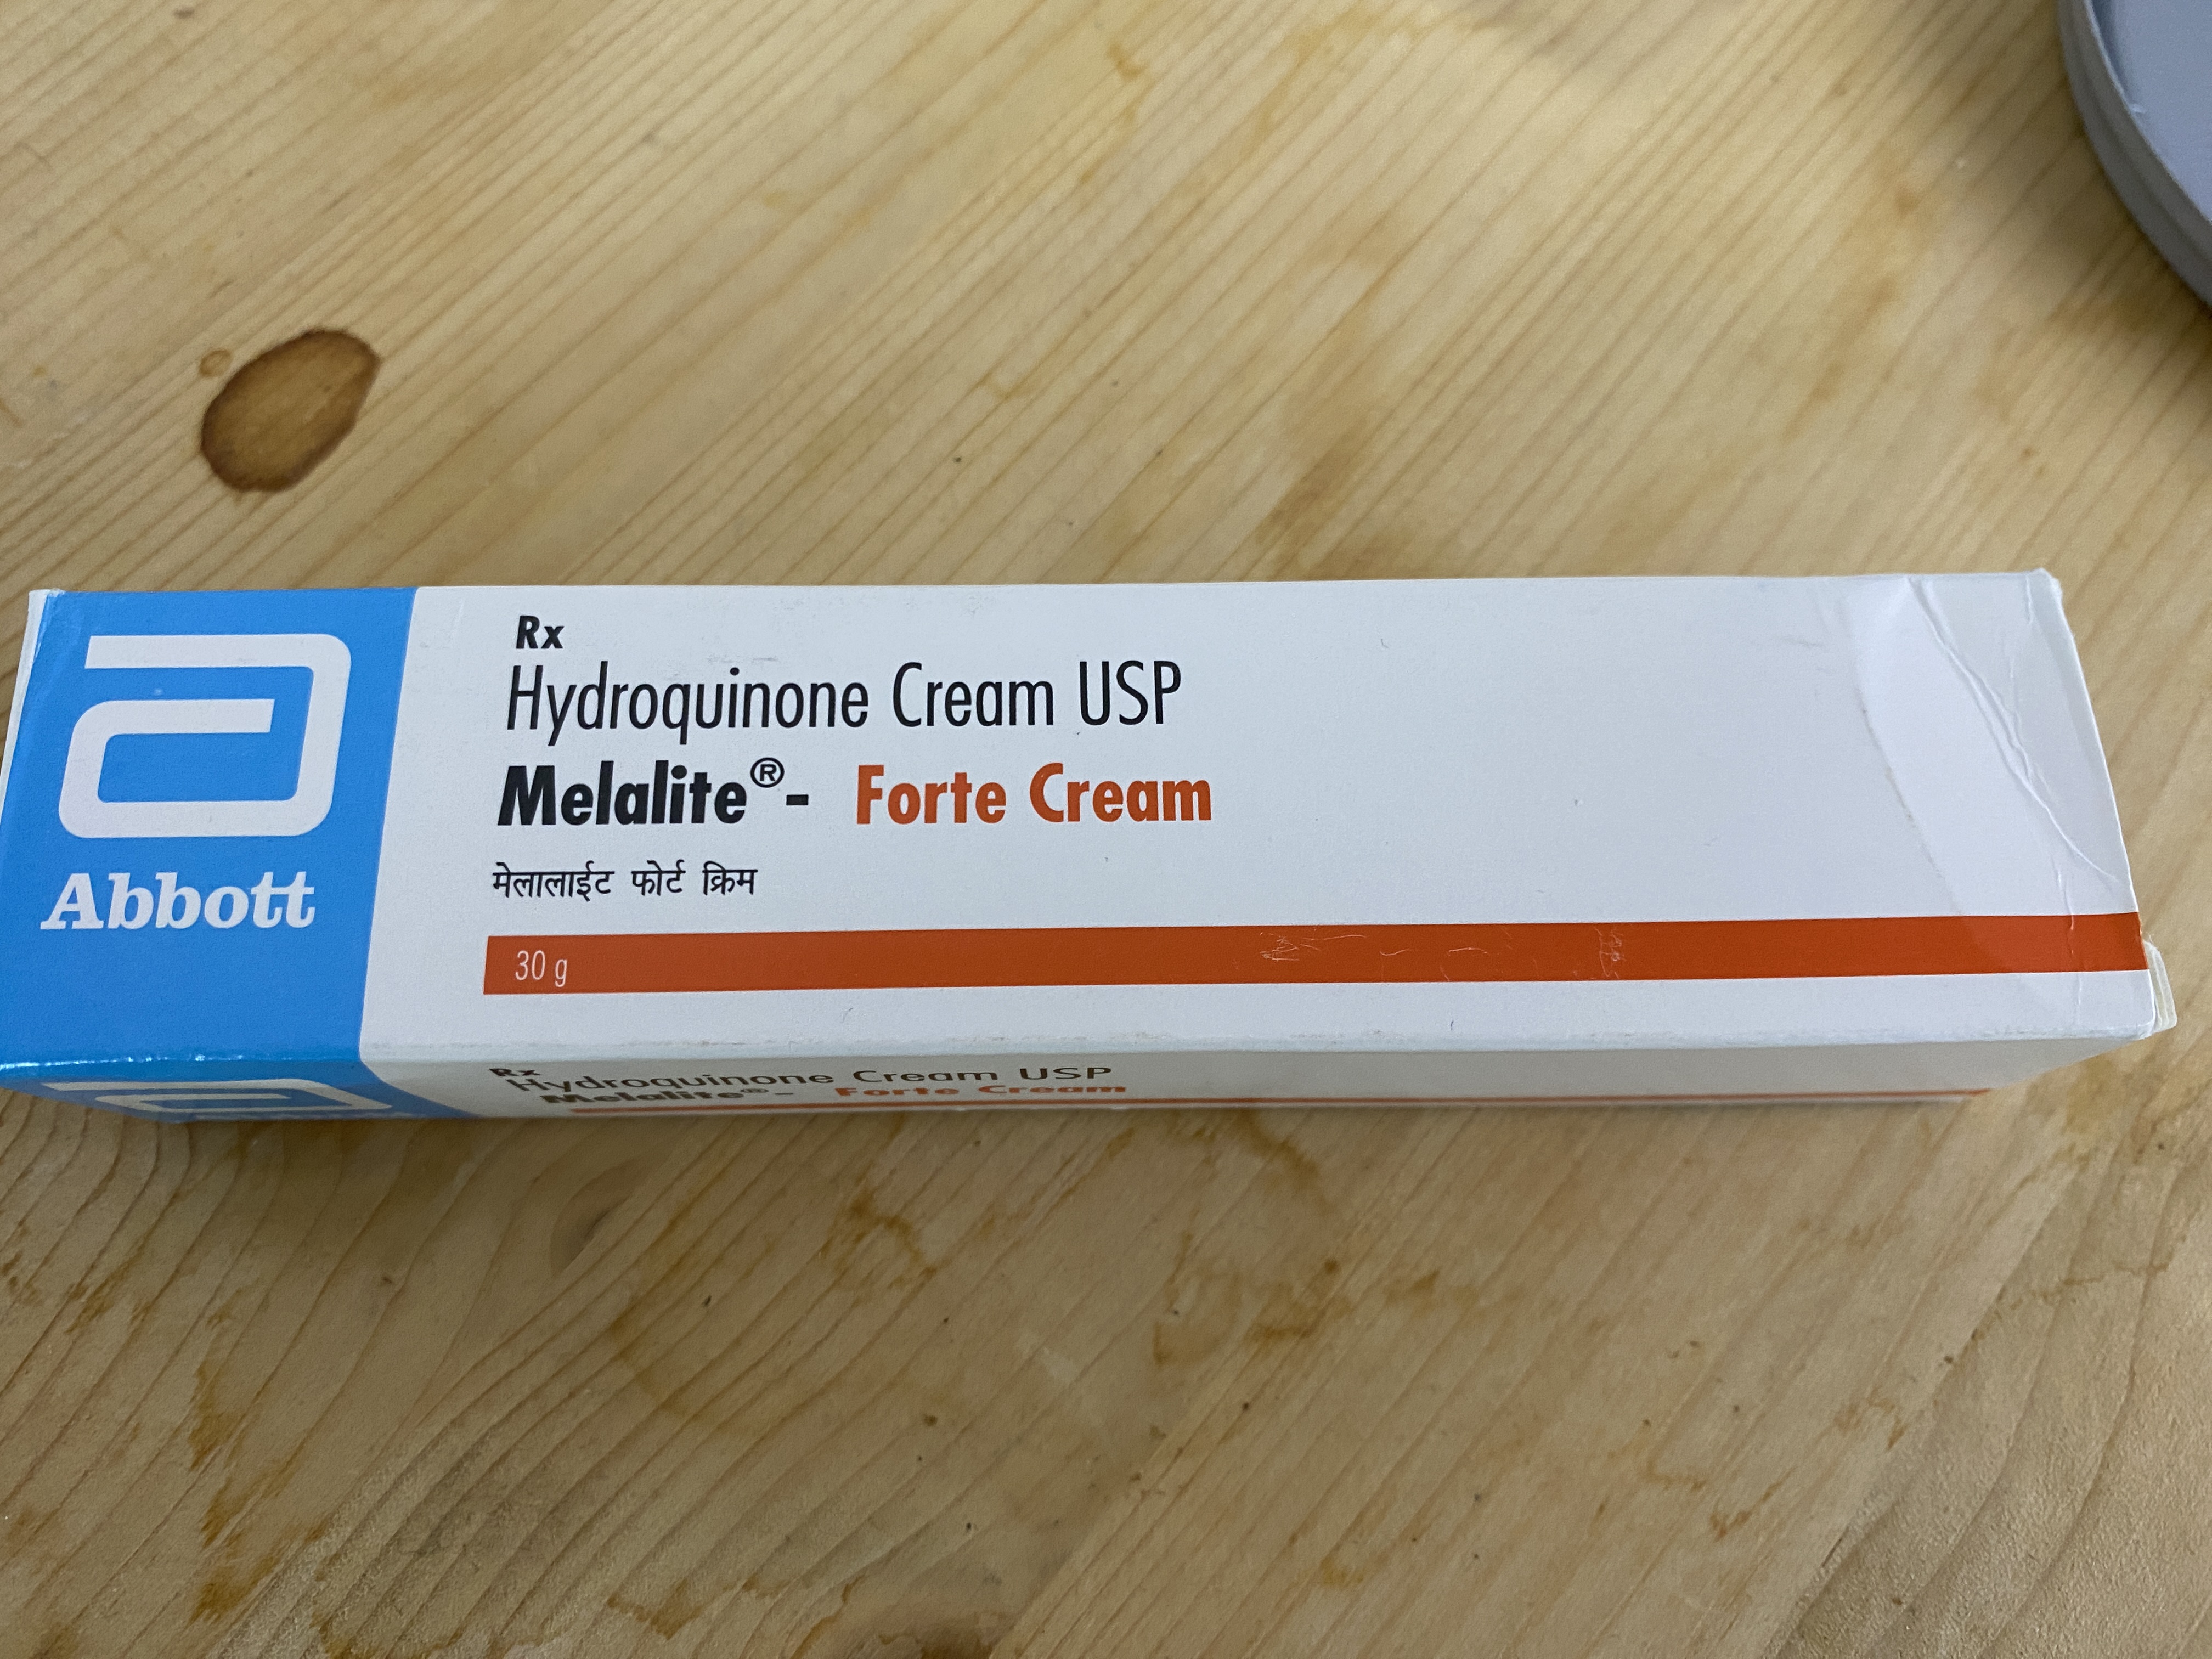 Abbott
Rx
Hydroquinone Cream USP
Melalite®- Forte Cream
मेलालाईट फोर्ट क्रिम
30 g
Rx
Hydroquinone Cream USP
Melalite®- Forte Cream